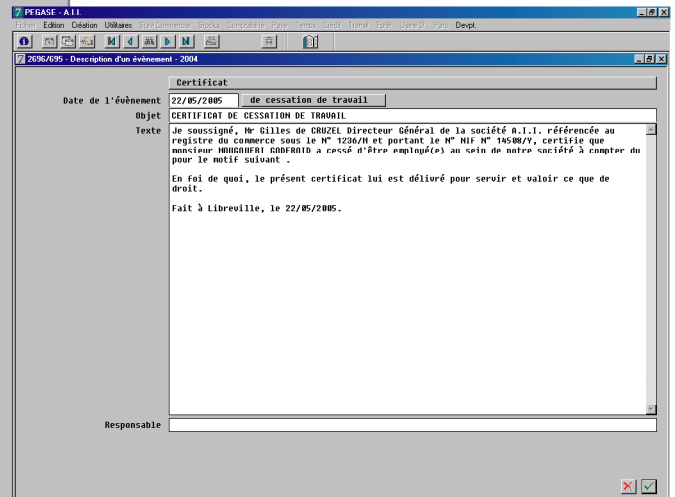 7 PEGASE - A.I.I.
Fichier Edition Création Utilitaires Suivi Commercial Stocks Comptabilité Paye Temps Crédit Transit Forêt Usine D. Parc Devpt.
7 2696/695 - Description d'un évènement - 2004
Certificat
Date de l'évènement 22/05/2005 de cessation de travail
Objet CERTIFICAT DE CESSATION DE TRAVAIL
Texte Je soussigné, Mr Gilles de CRUZEL Directeur Général de la société A.I.I. référencée au
registre du commerce sous le N° 1236/M et portant le N° NIF N° 14508/Y, certifie que
monsieur GODEFROID a cessé d'être employé(e) au sein de notre société à compter du
pour le motif suivant .
En foi de quoi, le présent certificat lui est délivré pour servir et valoir ce que de
droit.
Fait à Libreville, le 22/05/2005.
Responsable